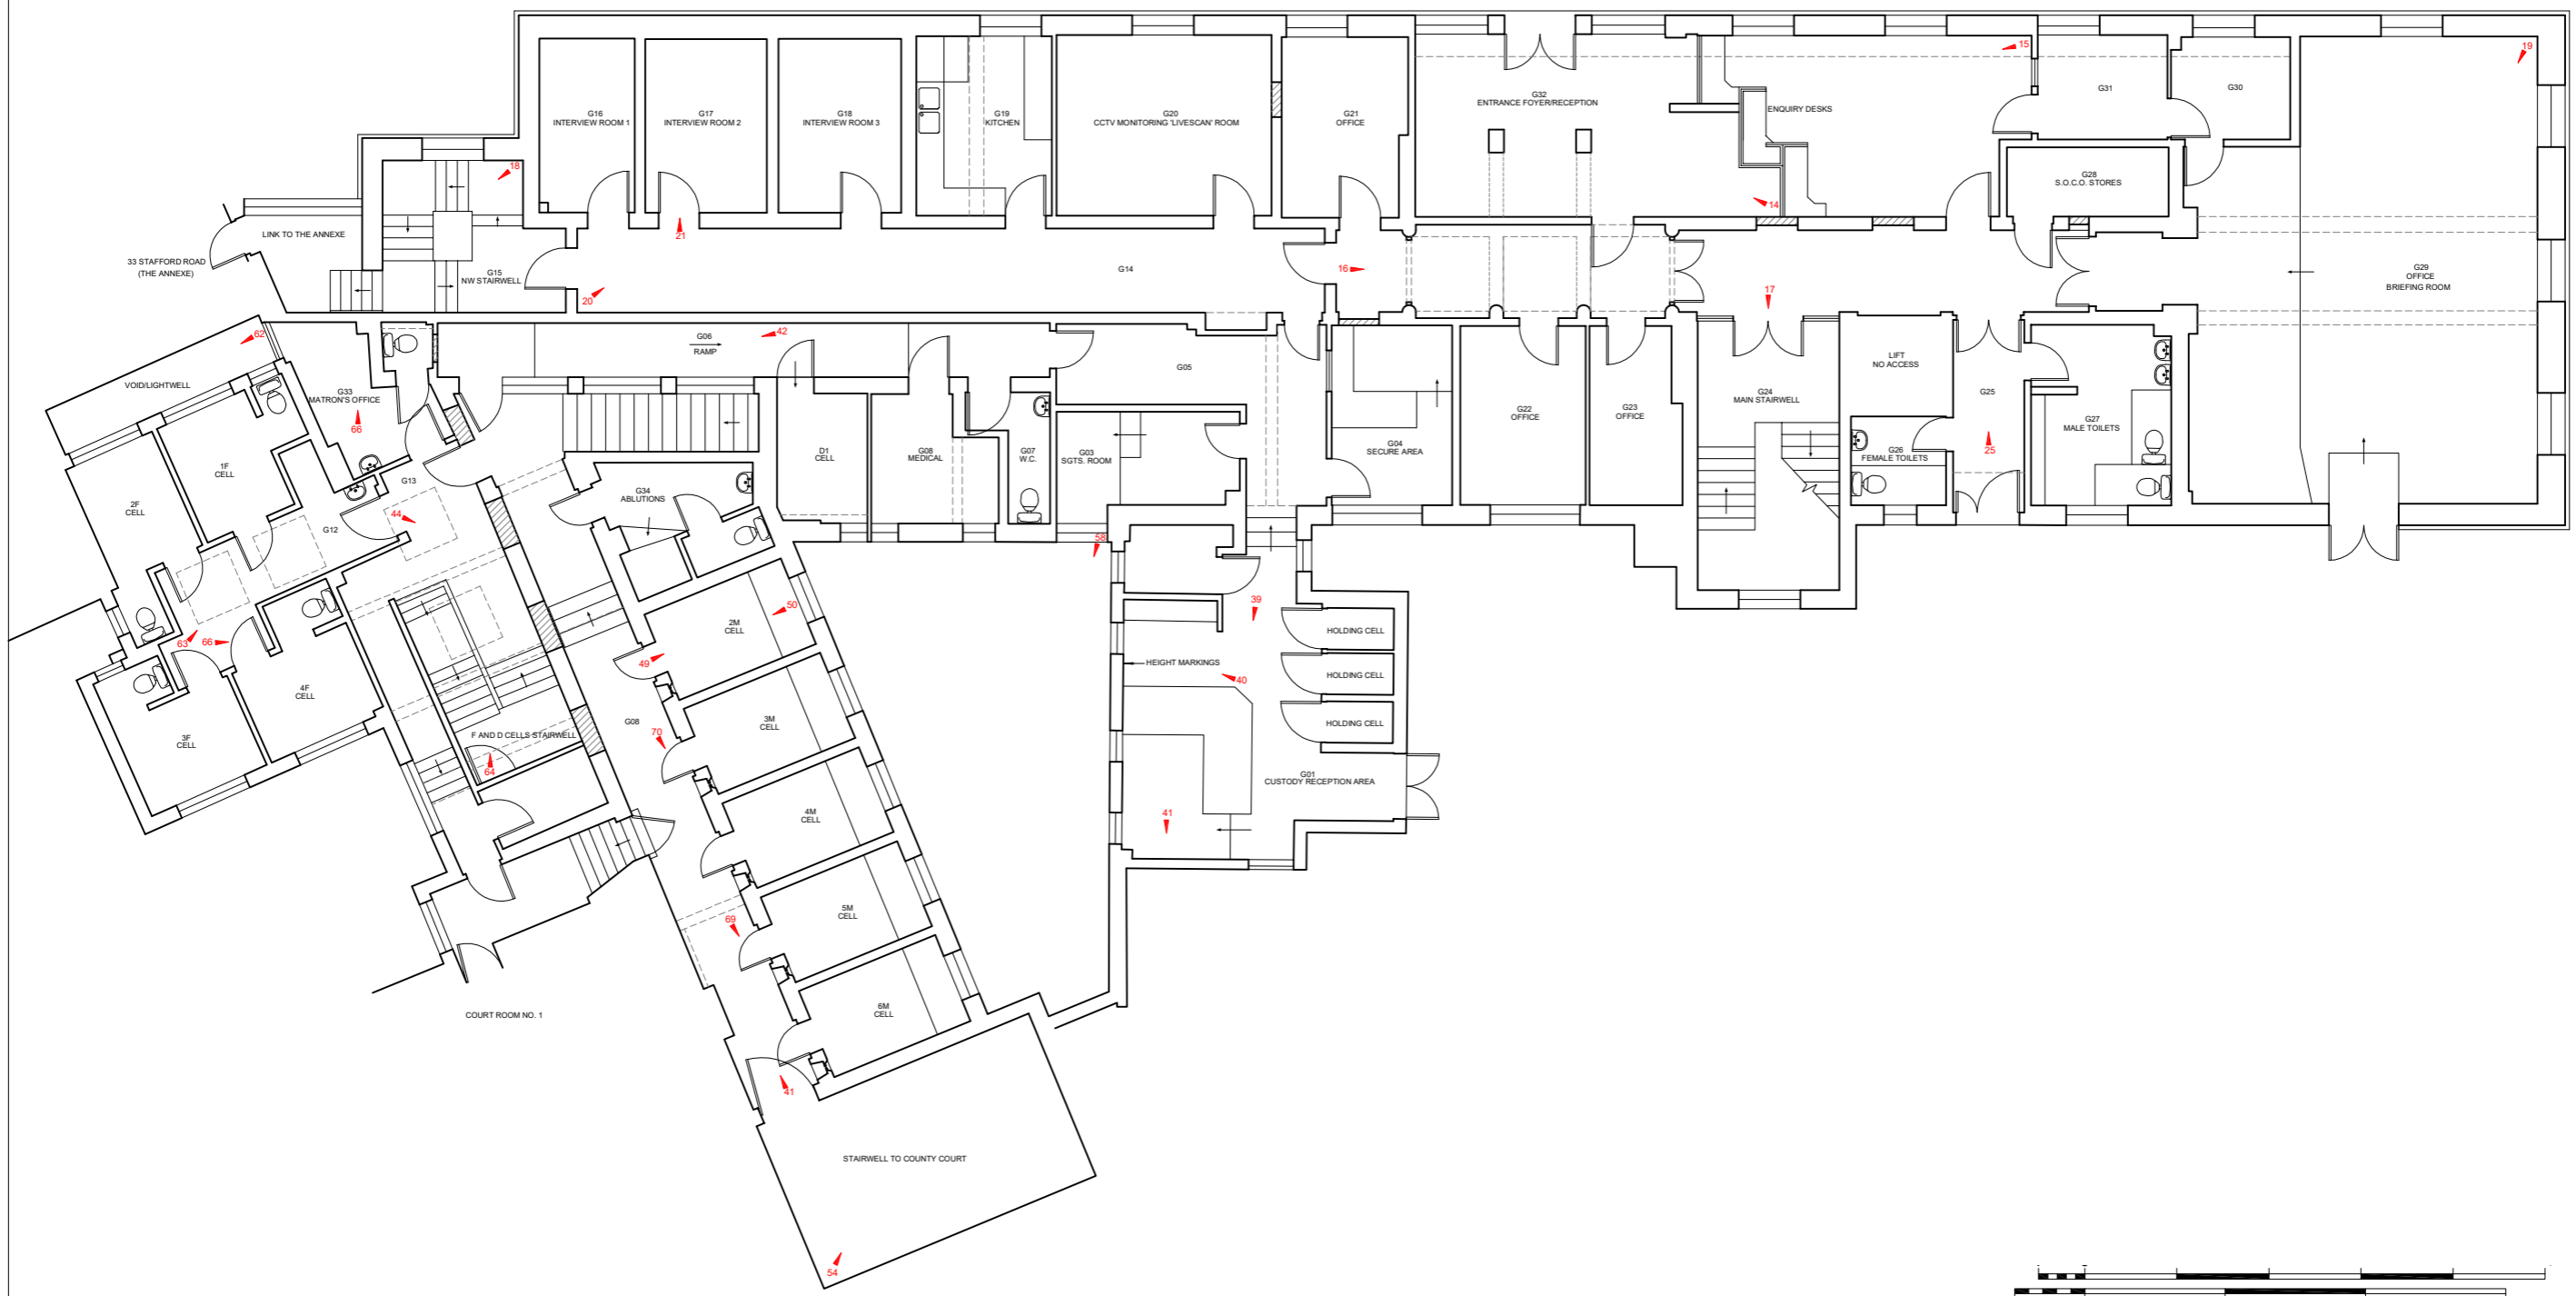 15
19
G16
INTERVIEW ROOM 1
G17
INTERVIEW ROOM 2
G18
INTERVIEW ROOM 3
G19
KITCHEN
G20
CCTV MONITORING 'LIVESCAN' ROOM
G21
OFFICE
G32
ENTRANCE FOYER/RECEPTION
ENQUIRY DESKS
G31
G30
18
G28
S.O.C.O. STORES
14
LINK TO THE ANNEXE
21
33 STAFFORD ROAD
(THE ANNEXE)
G15
NW STAIRWELL
G14
16
17
G29
OFFICE
BRIEFING ROOM
20
62
G06
RAMP
42
VOID/LIGHTWELL
G33
MATRON'S OFFICE
66
G05
LIFT
NO ACCESS
G24
MAIN STAIRWELL
G25
G22
OFFICE
G23
OFFICE
G27
MALE TOILETS
1F
CELL
D1
CELL
G08
MEDICAL
G07
W.C.
G03
SGTS. ROOM
G04
SECURE AREA
G26
FEMALE TOILETS
25
G13
G34
ABLUTIONS
2F
CELL
44
G12
58
39
63
66
2M
CELL
50
HOLDING CELL
49
HEIGHT MARKINGS
HOLDING CELL
40
4F
CELL
G08
3M
CELL
HOLDING CELL
3F
CELL
F AND D CELLS STAIRWELL
70
64
G01
CUSTODY RECEPTION AREA
4M
CELL
41
5M
CELL
69
6M
CELL
COURT ROOM NO. 1
41
STAIRWELL TO COUNTY COURT
54